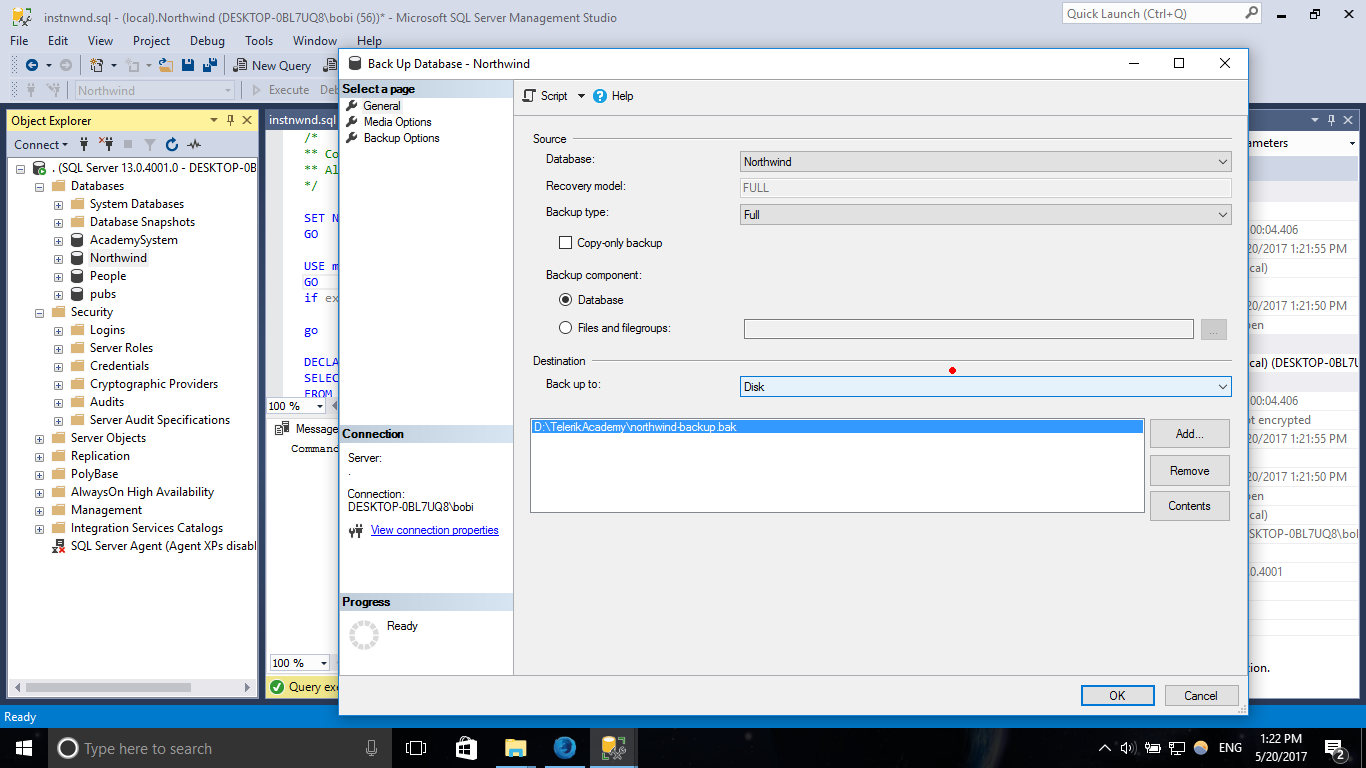 instnwnd.sql - (local).Northwind (DESKTOP-0BL7UQ8\bobi (56))* - Microsoft SQL Server Management Studio
Quick Launch (Ctrl+Q)
File Edit View Project Debug Tools Window Help
New Query
Northwind
Execute
Back Up Database - Northwind
Object Explorer
Connect
. (SQL Server 13.0.4001.0 - DESKTOP-0B
Databases
System Databases
Database Snapshots
AcademySystem
Northwind
People
pubs
Security
Logins
Server Roles
Credentials
Cryptographic Providers
Audits
Server Audit Specifications
Server Objects
Replication
PolyBase
AlwaysOn High Availability
Management
Integration Services Catalogs
SQL Server Agent (Agent XPs disabl
instnwnd.sql
/*
** Co
** Al
*/
SET N
GO
USE m
GO
if ex
go
DECLA
SELEC
FROM
100 %
Message
Command
100 %
Query exe
Select a page
General
Media Options
Backup Options
Connection
Server:
.
Connection:
DESKTOP-0BL7UQ8\bobi
View connection properties
Progress
Ready
Script Help
Source
Database: Northwind
Recovery model: FULL
Backup type: Full
Copy-only backup
Backup component:
Database
Files and filegroups: ...
Destination
Back up to: Disk
D:\TelerikAcademy\northwind-backup.bak
Add...
Remove
Contents
OK Cancel
ameters
00:04.406
20/2017 1:21:55 PM
cal)
20/2017 1:21:50 PM
pen
cal) (DESKTOP-0BL7U
00:04.406
ot encrypted
20/2017 1:21:55 PM
20/2017 1:21:50 PM
pen
cal)
SKTOP-0BL7UQ8\bol
.0.4001
tion.
Ready
Type here to search
ENG
1:22 PM
5/20/2017
2